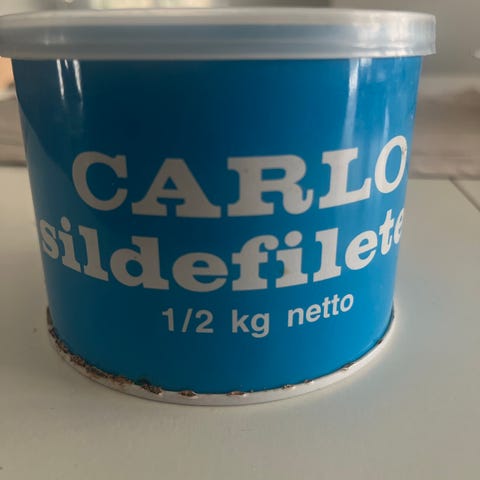 CARLO
sildefilete
1/2 kg netto